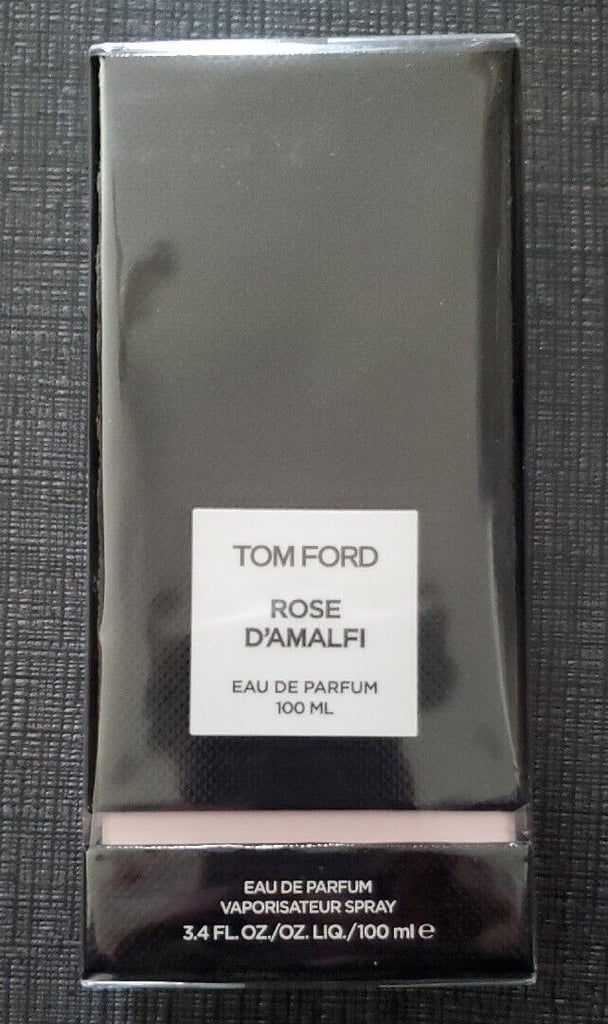 TOM FORD
ROSE
D'AMALFI
EAU DE PARFUM
100 ML
EAU DE PARFUM
VAPORISATEUR SPRAY
3.4 FL. OZ./OZ. LIQ./100 ml ℮